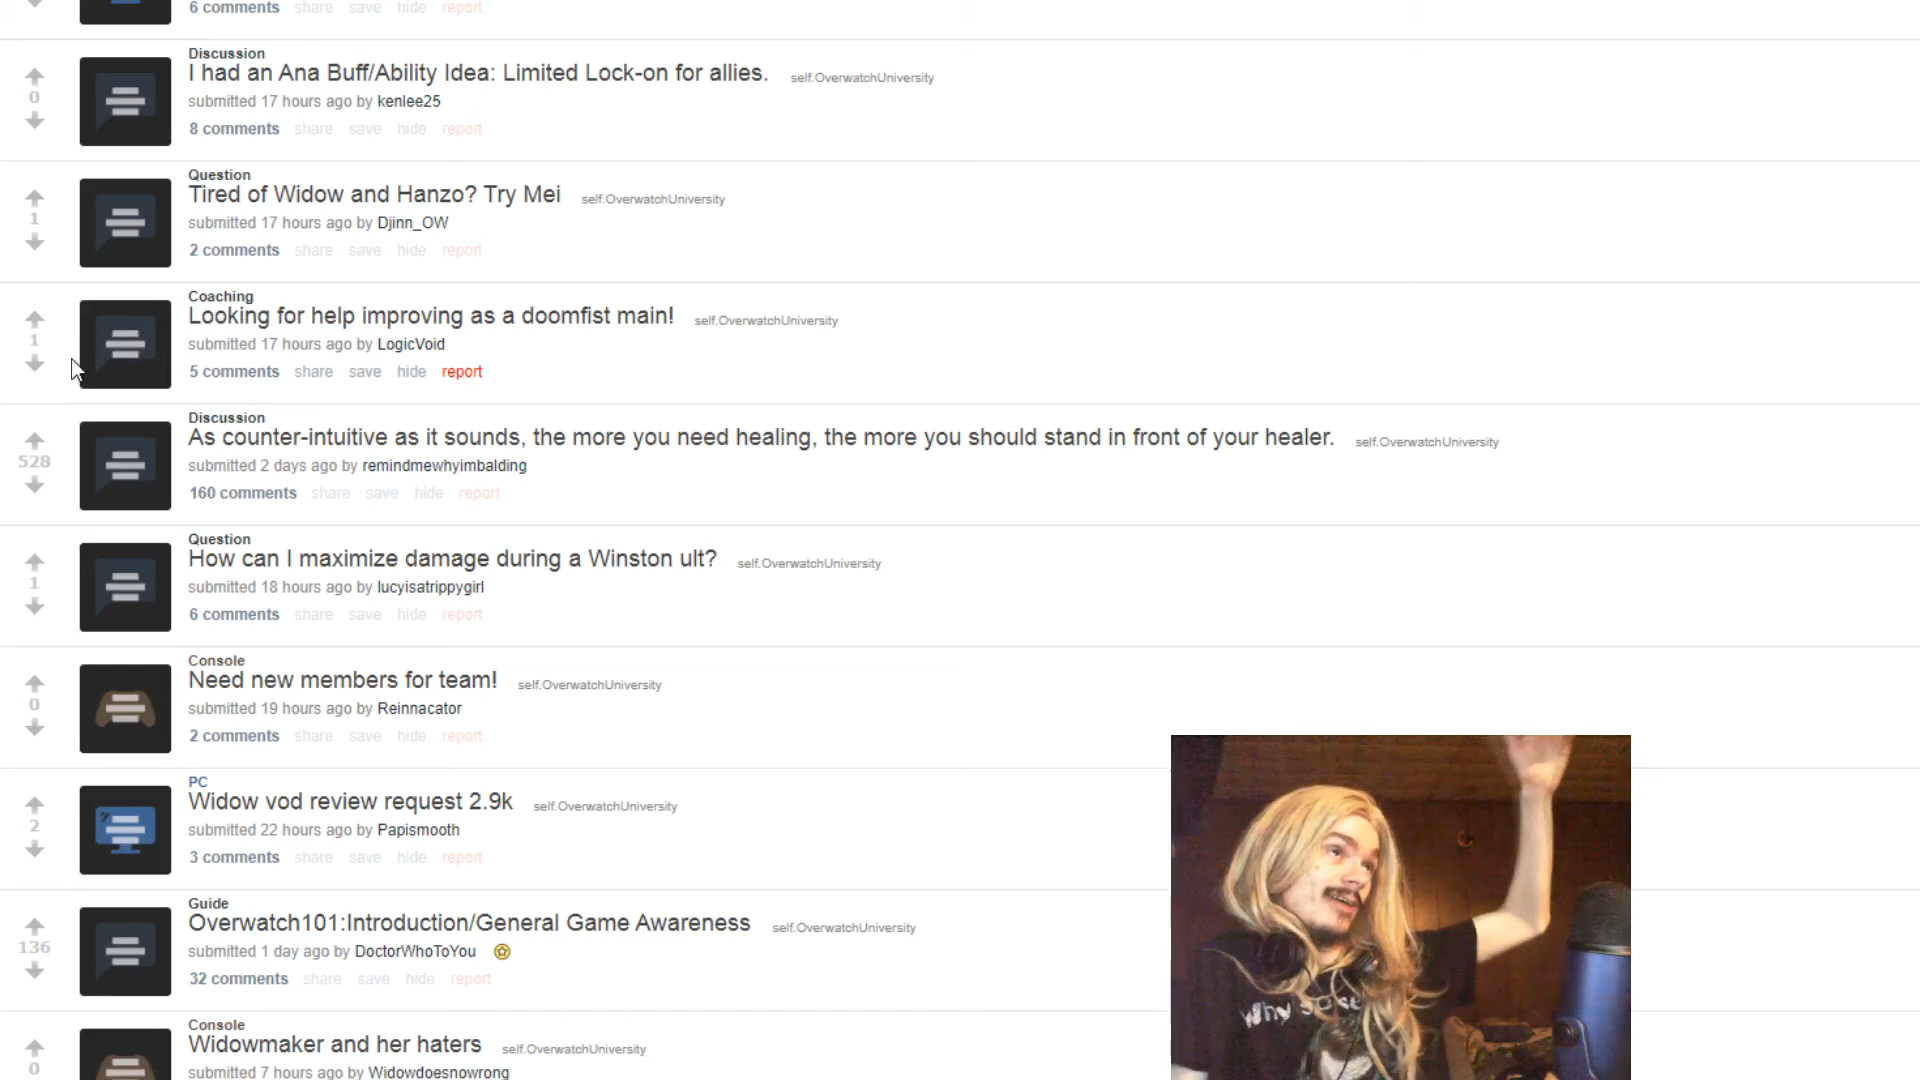 6 comments share save hide report
Discussion
I had an Ana Buff/Ability Idea: Limited Lock-on for allies. self.OverwatchUniversity
0
submitted 17 hours ago by kenlee25
8 comments share save hide report
Question
Tired of Widow and Hanzo? Try Mei self.OverwatchUniversity
1
submitted 17 hours ago by Djinn_OW
2 comments share save hide report
Coaching
Looking for help improving as a doomfist main! self.OverwatchUniversity
1
submitted 17 hours ago by LogicVoid
5 comments share save hide report
Discussion
As counter-intuitive as it sounds, the more you need healing, the more you should stand in front of your healer. self.OverwatchUniversity
528
submitted 2 days ago by remindmewhyimbalding
160 comments share save hide report
Question
How can I maximize damage during a Winston ult? self.OverwatchUniversity
1
submitted 18 hours ago by lucyisatrippygirl
6 comments share save hide report
Console
Need new members for team! self.OverwatchUniversity
0
submitted 19 hours ago by Reinnacator
2 comments share save hide report
PC
Widow vod review request 2.9k self.OverwatchUniversity
2
submitted 22 hours ago by Papismooth
3 comments share save hide report
Guide
Overwatch101:Introduction/General Game Awareness self.OverwatchUniversity
136
submitted 1 day ago by DoctorWhoToYou
32 comments share save hide report
Console
Widowmaker and her haters self.OverwatchUniversity
0
submitted 7 hours ago by Widowdoesnowrong
Why